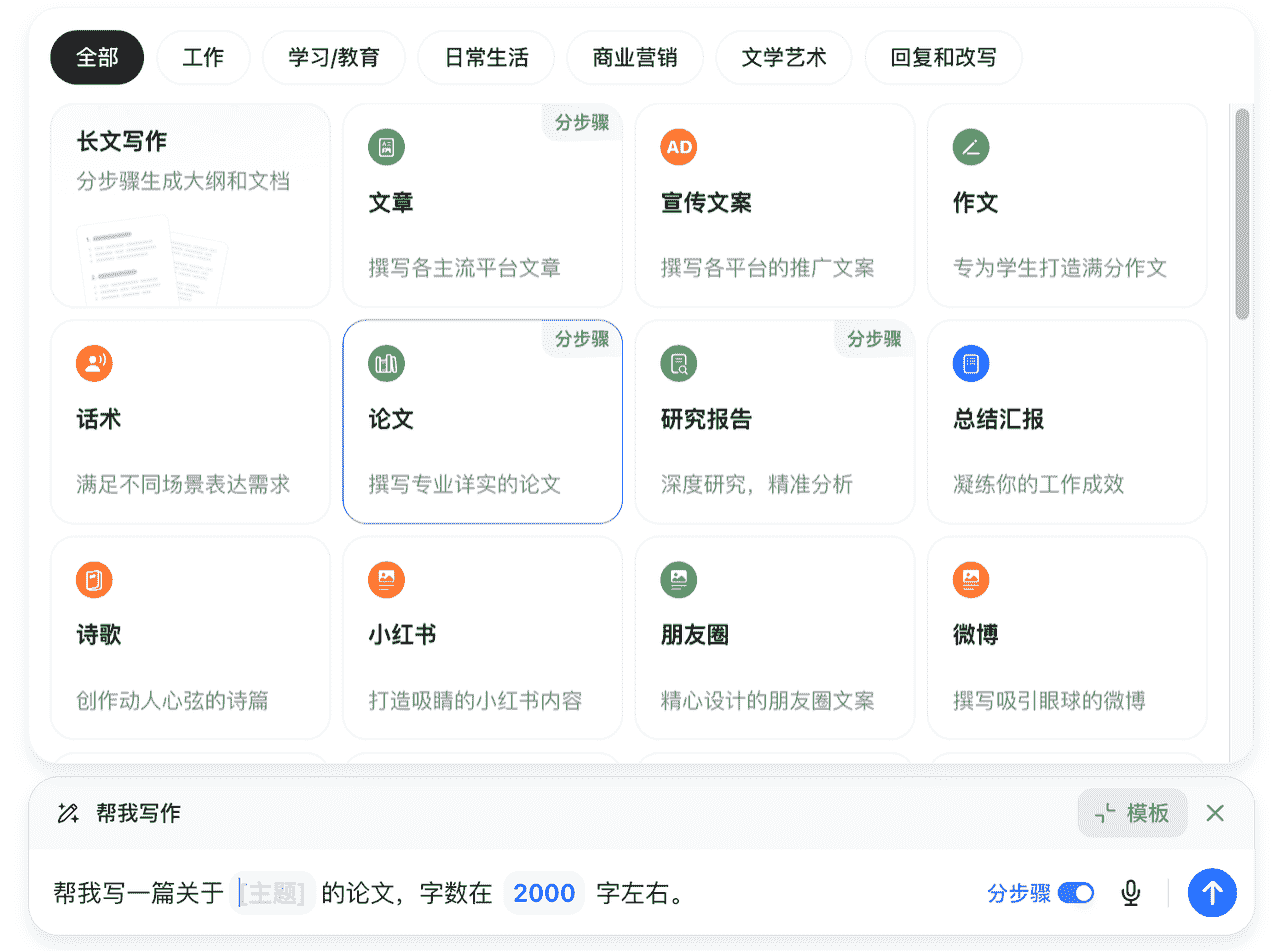 全部 工作 学习/教育 日常生活 商业营销 文学艺术 回复和改写
长文写作
分步骤生成大纲和文档
分步骤
文章
撰写各主流平台文章
AD
宣传文案
撰写各平台的推广文案
作文
专为学生打造满分作文
话术
满足不同场景表达需求
分步骤
论文
撰写专业详实的论文
分步骤
研究报告
深度研究，精准分析
总结汇报
凝练你的工作成效
诗歌
创作动人心弦的诗篇
小红书
打造吸睛的小红书内容
朋友圈
精心设计的朋友圈文案
微博
撰写吸引眼球的微博
帮我写作 模板
帮我写一篇关于 [主题] 的论文，字数在 2000 字左右。 分步骤